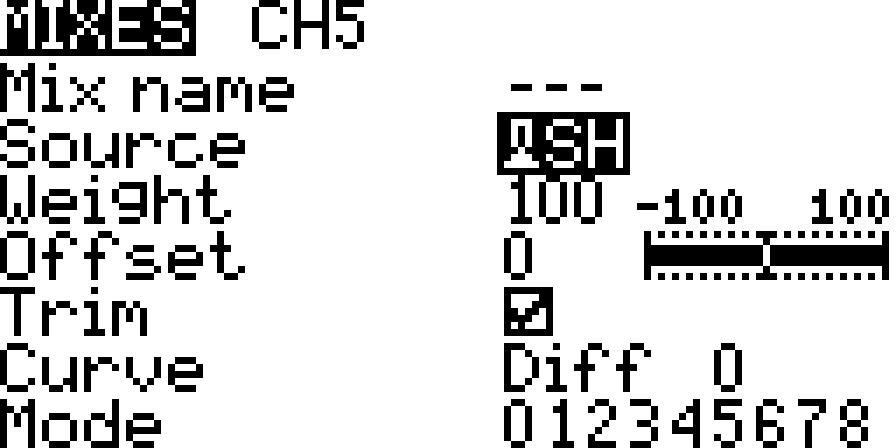 MIXES CH5
Mix name ---
Source SH
Weight 100 -100 100
Offset 0
Trim
Curve Diff 0
Mode 012345678